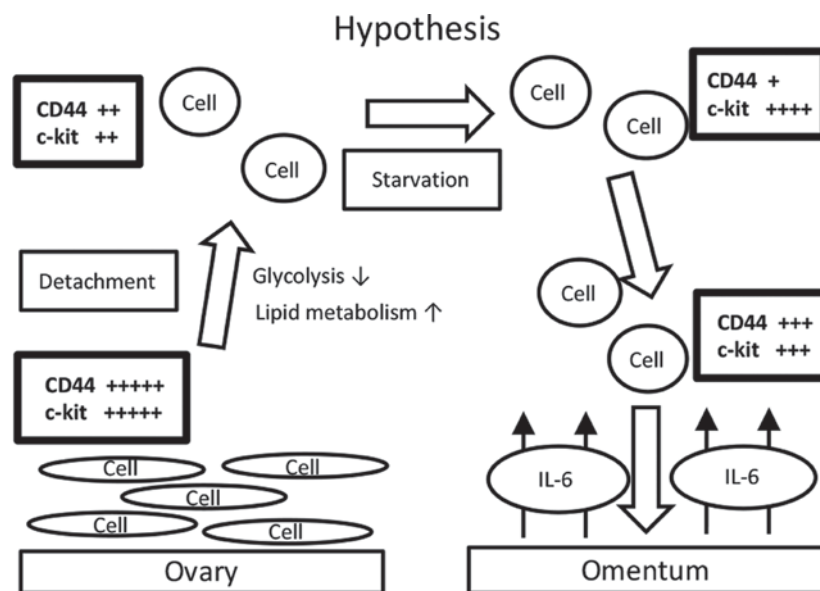 Hypothesis
CD44 ++
c-kit ++
Cell
Cell
Starvation
Cell
Cell
CD44 +
c-kit ++++
Detachment
Glycolysis ↓
Lipid metabolism ↑
Cell
Cell
CD44 +++
c-kit +++
CD44 +++++
c-kit +++++
Cell
Cell
Cell
Cell
Cell
IL-6
IL-6
Ovary
Omentum